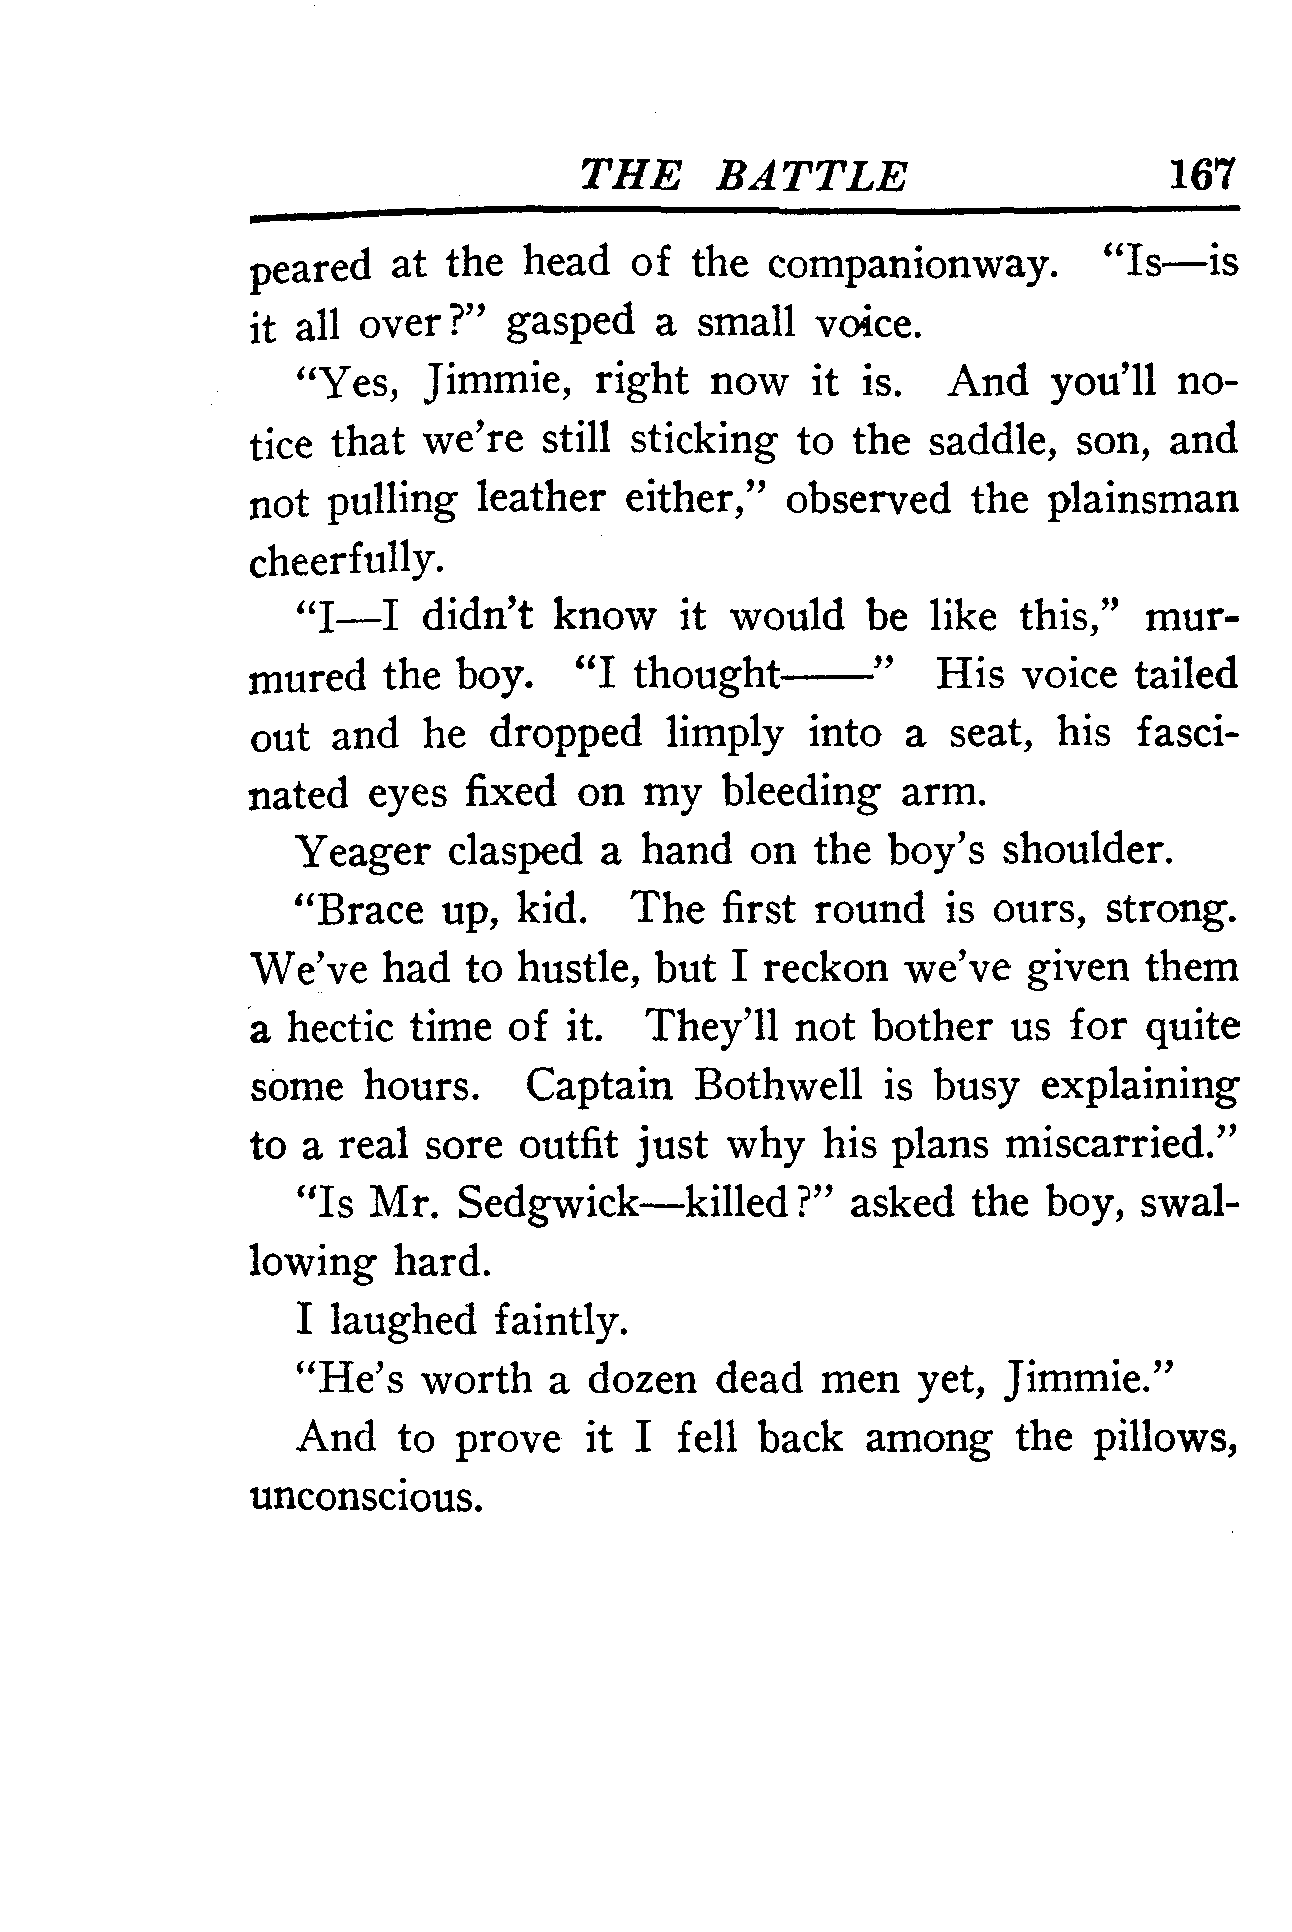 THE BATTLE 167
peared at the head of the companionway. “Is—is
it all over?” gasped a small voice.
“Yes, Jimmie, right now it is. And you’ll no-
tice that we’re still sticking to the saddle, son, and
not pulling leather either,” observed the plainsman
cheerfully.
“I—I didn’t know it would be like this,” mur-
mured the boy. “I thought——” His voice tailed
out and he dropped limply into a seat, his fasci-
nated eyes fixed on my bleeding arm.
Yeager clasped a hand on the boy’s shoulder.
“Brace up, kid. The first round is ours, strong.
We’ve had to hustle, but I reckon we’ve given them
a hectic time of it. They’ll not bother us for quite
some hours. Captain Bothwell is busy explaining
to a real sore outfit just why his plans miscarried.”
“Is Mr. Sedgwick—killed?” asked the boy, swal-
lowing hard.
I laughed faintly.
“He’s worth a dozen dead men yet, Jimmie.”
And to prove it I fell back among the pillows,
unconscious.